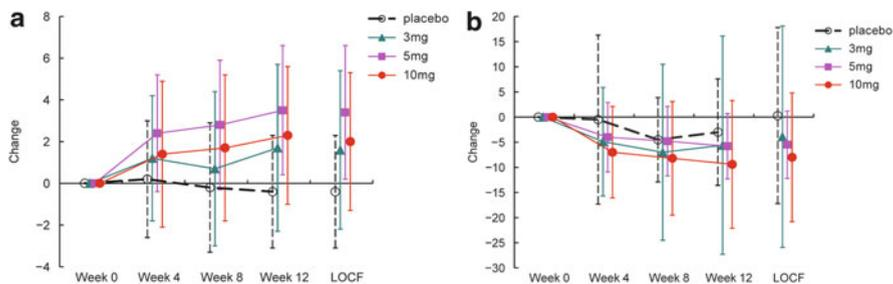 a
8
6
4
2
0
−2
−4
Change
Week 0 Week 4 Week 8 Week 12 LOCF
placebo
3mg
5mg
10mg
b
20
15
10
5
0
−5
−10
−15
−20
−25
−30
Change
Week 0 Week 4 Week 8 Week 12 LOCF
placebo
3mg
5mg
10mg